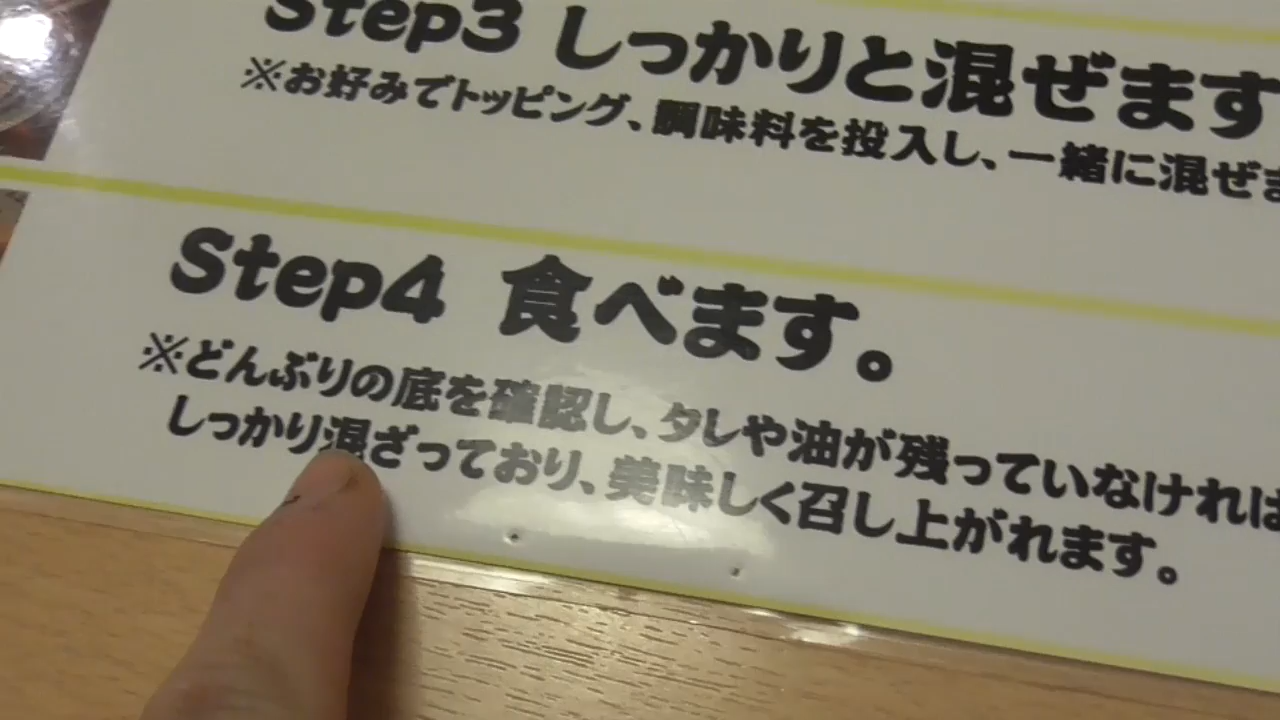 Step3 しっかりと混ぜます
※お好みでトッピング、調味料を投入し、一緒に混ぜま
Step4 食べます。
※どんぶりの底を確認し、タレや油が残っていなければ
しっかり混ざっており、美味しく召し上がれます。